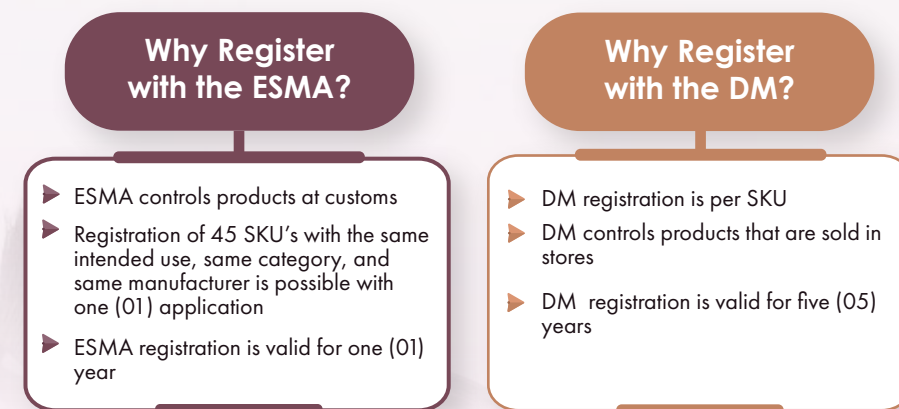 Why Register
with the ESMA?
ESMA controls products at customs
Registration of 45 SKU's with the same
intended use, same category, and
same manufacturer is possible with
one (01) application
ESMA registration is valid for one (01)
year
Why Register
with the DM?
DM registration is per SKU
DM controls products that are sold in
stores
DM registration is valid for five (05)
years